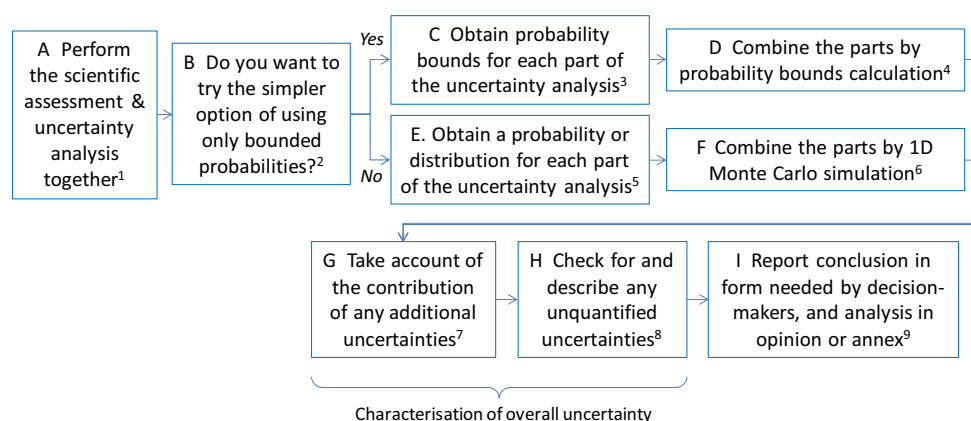 A Perform
the scientific
assessment &
uncertainty
analysis
together1
B Do you want to
try the simpler
option of using
only bounded
probabilities?2
Yes
No
C Obtain probability
bounds for each part of
the uncertainty analysis3
D Combine the parts by
probability bounds calculation4
E. Obtain a probability or
distribution for each part
of the uncertainty analysis5
F Combine the parts by 1D
Monte Carlo simulation6
G Take account of
the contribution
of any additional
uncertainties7
H Check for and
describe any
unquantified
uncertainties8
I Report conclusion in
form needed by decision-
makers, and analysis in
opinion or annex9
Characterisation of overall uncertainty